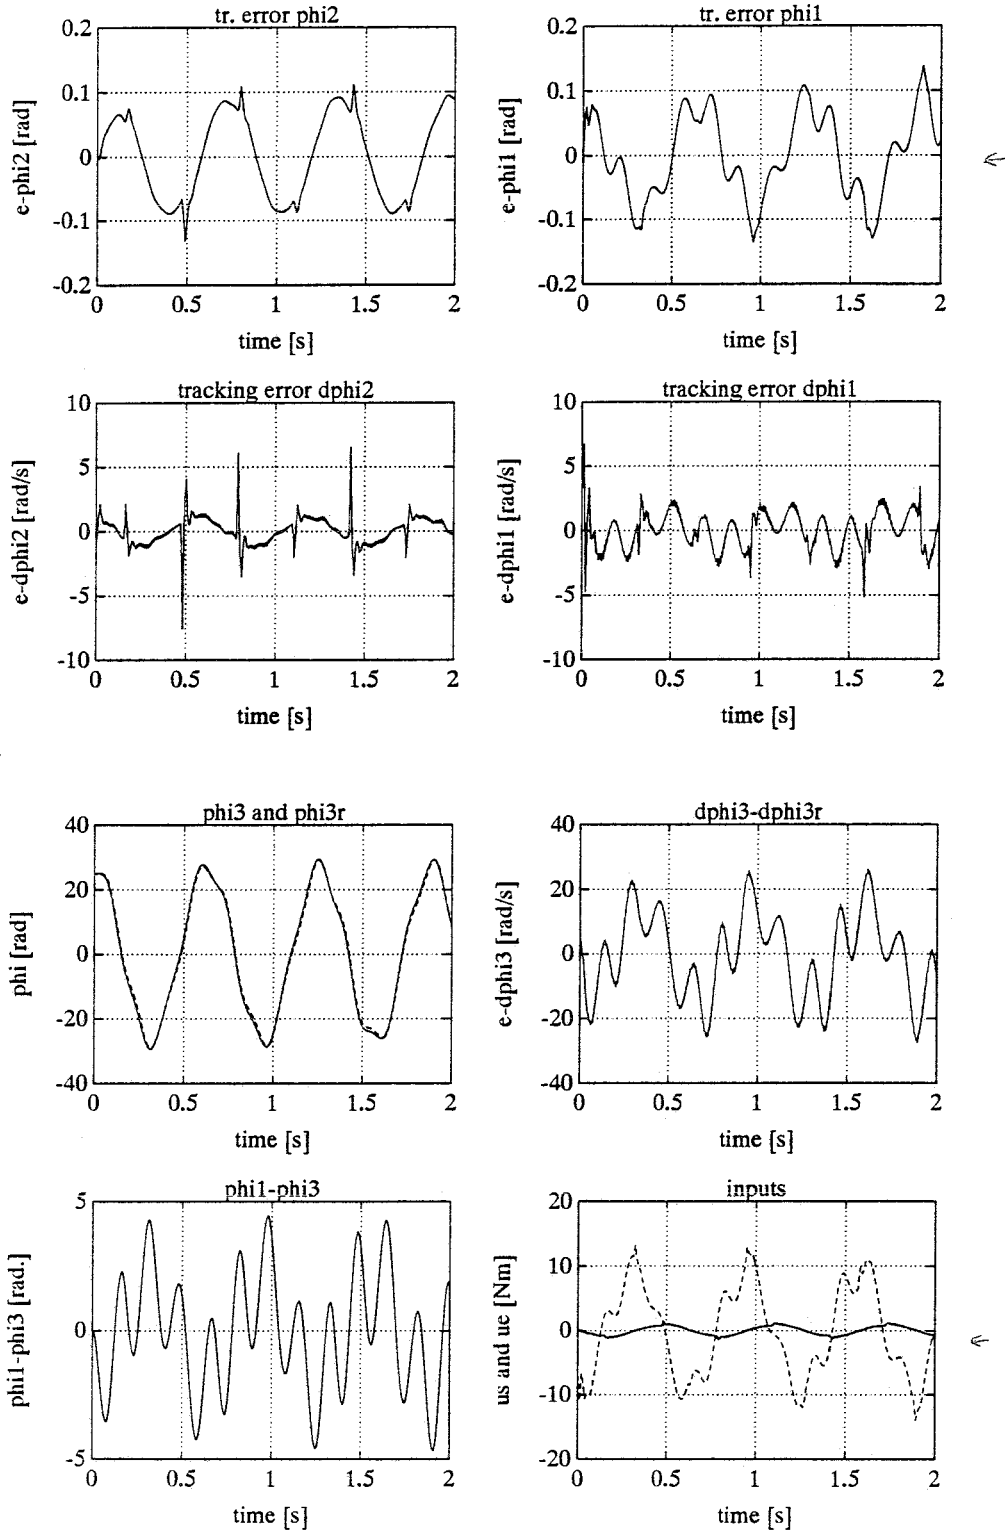 tr. error phi2
0.2
0.1
0
-0.1
-0.2
e-phi2 [rad]
0 0.5 1 1.5 2
time [s]
tr. error phi1
0.2
0.1
0
-0.1
-0.2
e-phi1 [rad]
0 0.5 1 1.5 2
time [s]
tracking error dphi2
10
5
0
-5
-10
e-dphi2 [rad/s]
0 0.5 1 1.5 2
time [s]
tracking error dphi1
10
5
0
-5
-10
e-dphi1 [rad/s]
0 0.5 1 1.5 2
time [s]
phi3 and phi3r
40
20
0
-20
-40
phi [rad]
0 0.5 1 1.5 2
time [s]
dphi3-dphi3r
40
20
0
-20
-40
e-dphi3 [rad/s]
0 0.5 1 1.5 2
time [s]
phi1-phi3
5
0
-5
phi1-phi3 [rad.]
0 0.5 1 1.5 2
time [s]
inputs
20
10
0
-10
-20
us and ue [Nm]
0 0.5 1 1.5 2
time [s]